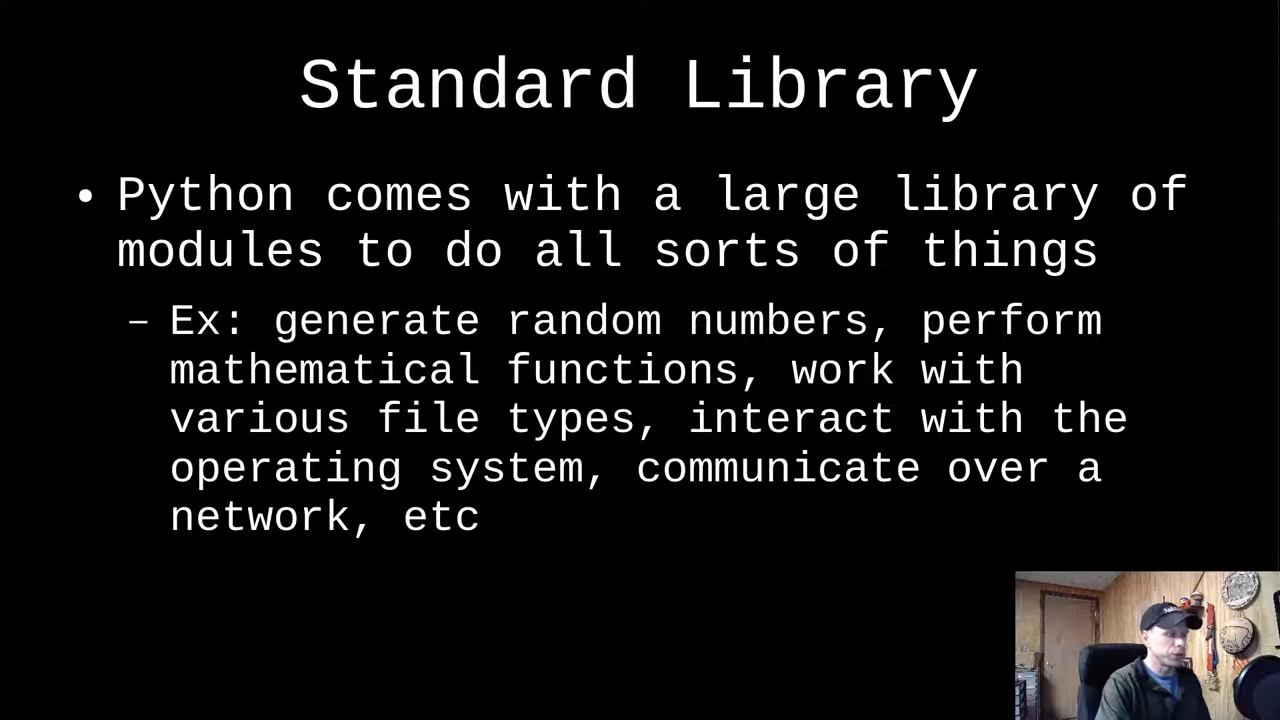 Standard Library
• Python comes with a large library of
modules to do all sorts of things
– Ex: generate random numbers, perform
mathematical functions, work with
various file types, interact with the
operating system, communicate over a
network, etc